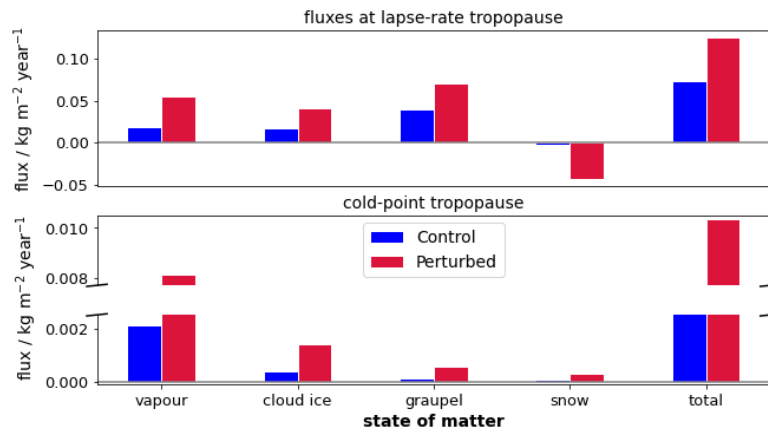 fluxes at lapse-rate tropopause
flux / kg m⁻² year⁻¹
0.10
0.05
0.00
−0.05
cold-point tropopause
flux / kg m⁻² year⁻¹
0.010
0.008
0.002
0.000
Control
Perturbed
vapour cloud ice graupel snow total
state of matter